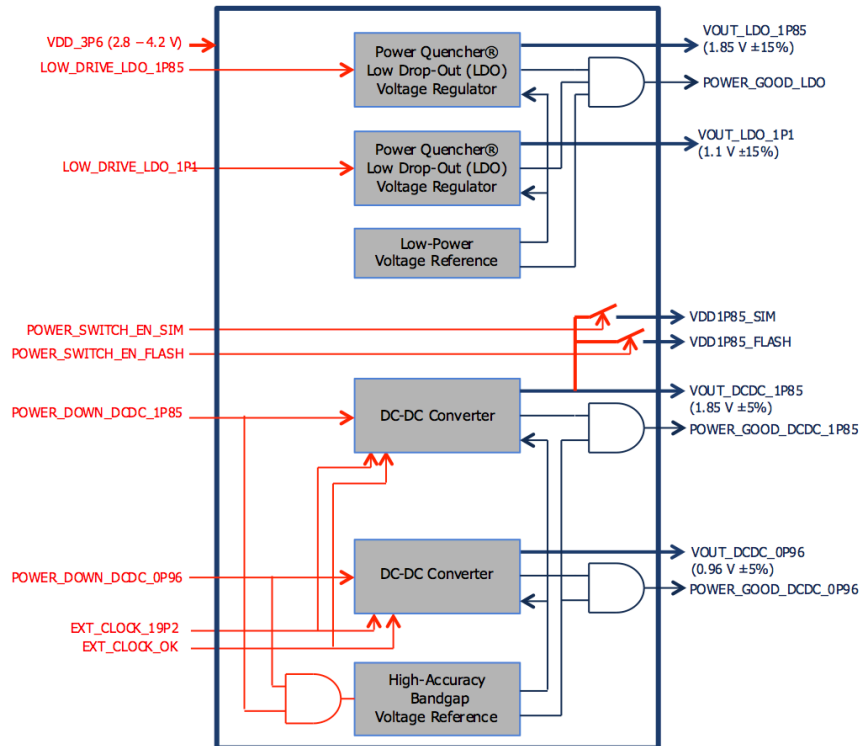 VDD_3P6 (2.8 – 4.2 V)
LOW_DRIVE_LDO_1P85
Power Quencher®
Low Drop-Out (LDO)
Voltage Regulator
VOUT_LDO_1P85
(1.85 V ±15%)
POWER_GOOD_LDO
LOW_DRIVE_LDO_1P1
Power Quencher®
Low Drop-Out (LDO)
Voltage Regulator
VOUT_LDO_1P1
(1.1 V ±15%)
Low-Power
Voltage Reference
POWER_SWITCH_EN_SIM
POWER_SWITCH_EN_FLASH
VDD1P85_SIM
VDD1P85_FLASH
POWER_DOWN_DCDC_1P85
DC-DC Converter
VOUT_DCDC_1P85
(1.85 V ±5%)
POWER_GOOD_DCDC_1P85
POWER_DOWN_DCDC_0P96
DC-DC Converter
VOUT_DCDC_0P96
(0.96 V ±5%)
POWER_GOOD_DCDC_0P96
EXT_CLOCK_19P2
EXT_CLOCK_OK
High-Accuracy
Bandgap
Voltage Reference